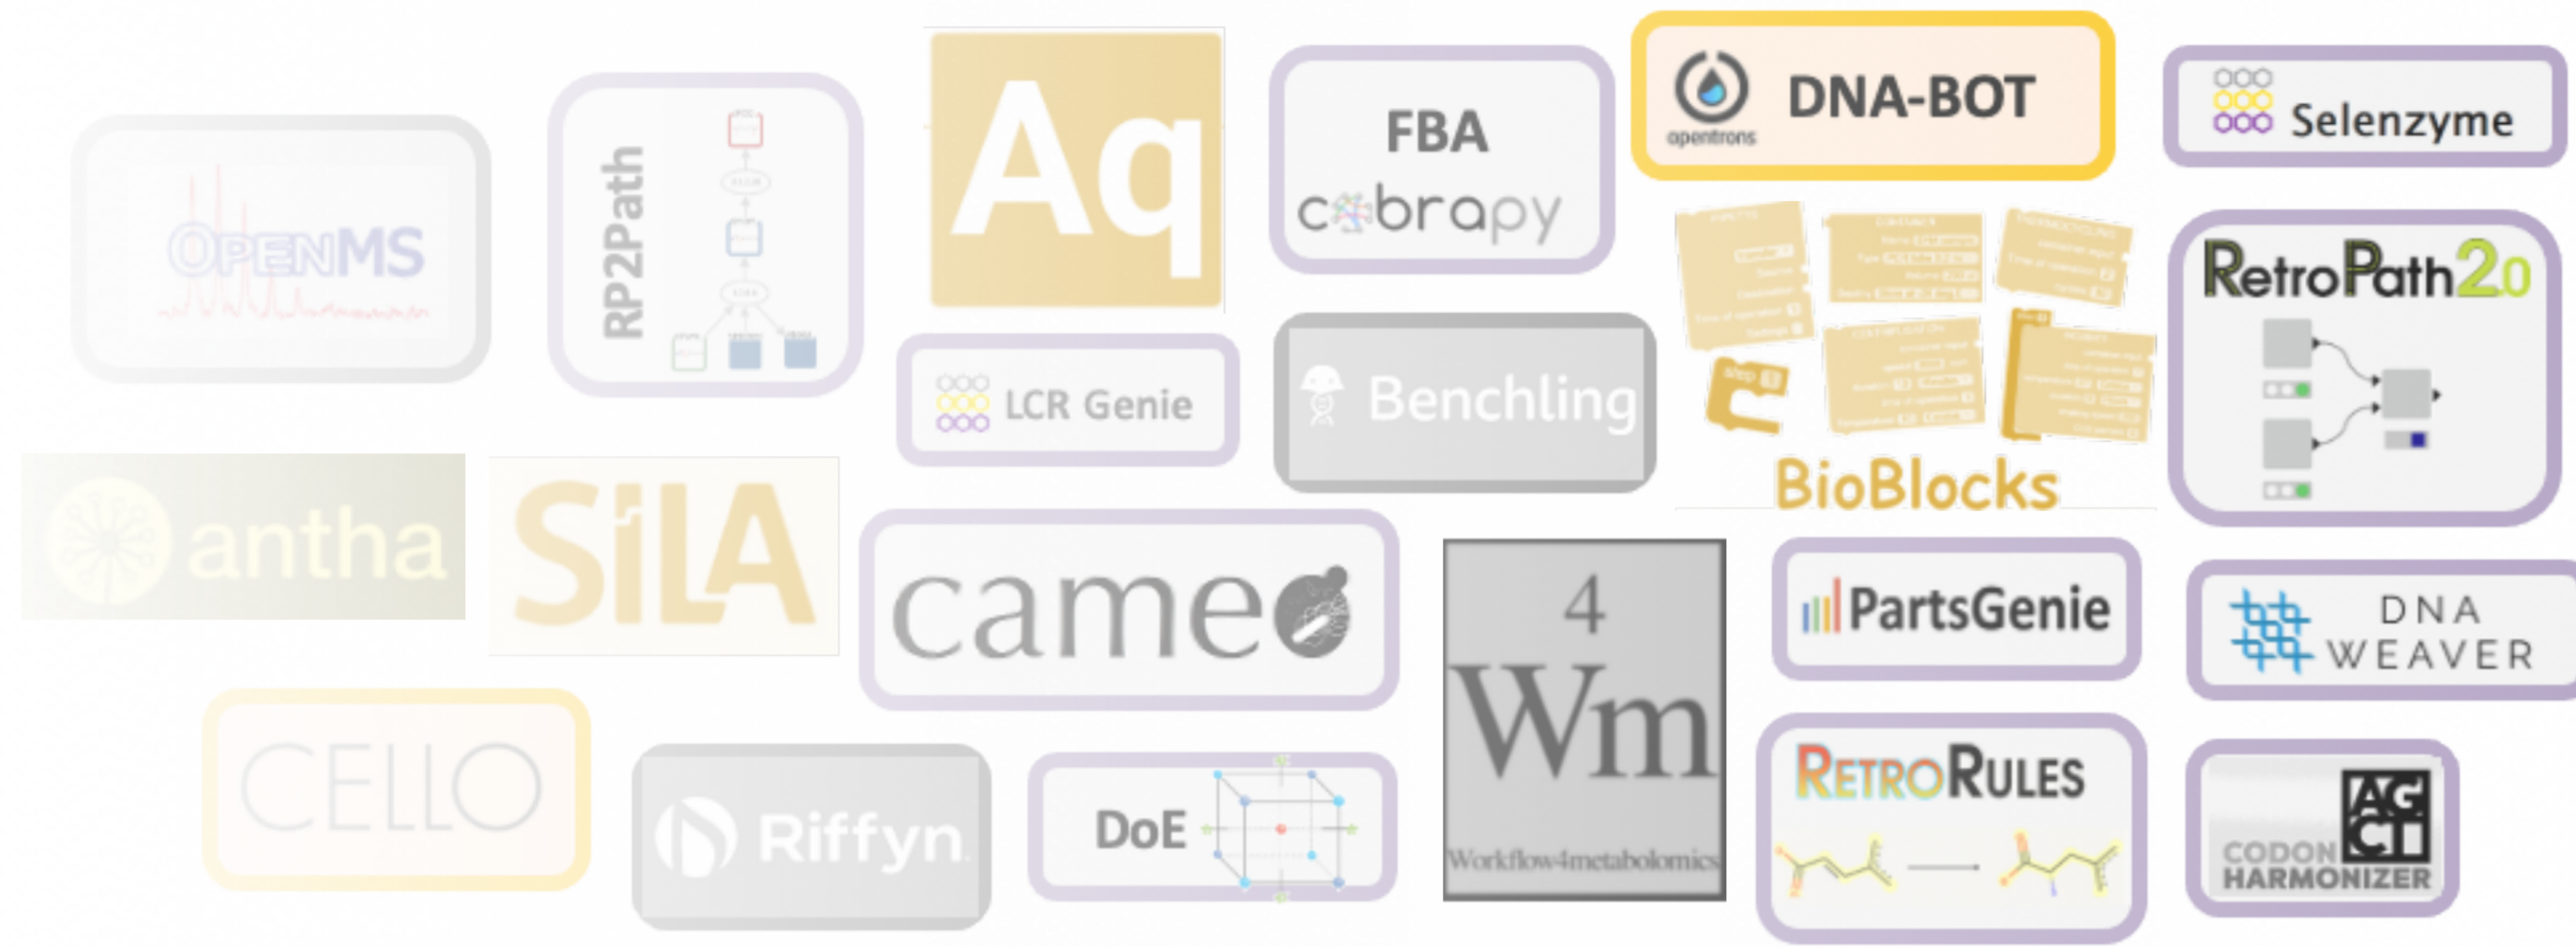 OPENMS
RP2Path
Aq
FBA
cobrapy
opentrons
DNA-BOT
Selenzyme
LCR Genie
Benchling
step
BioBlocks
RetroPath2.0
antha
SiLA
cameo
4
Wm
Workflow4metabolomics
PartsGenie
DNA
WEAVER
CELLO
Riffyn
DoE
RETRORULES
AG
CT
CODON
HARMONIZER